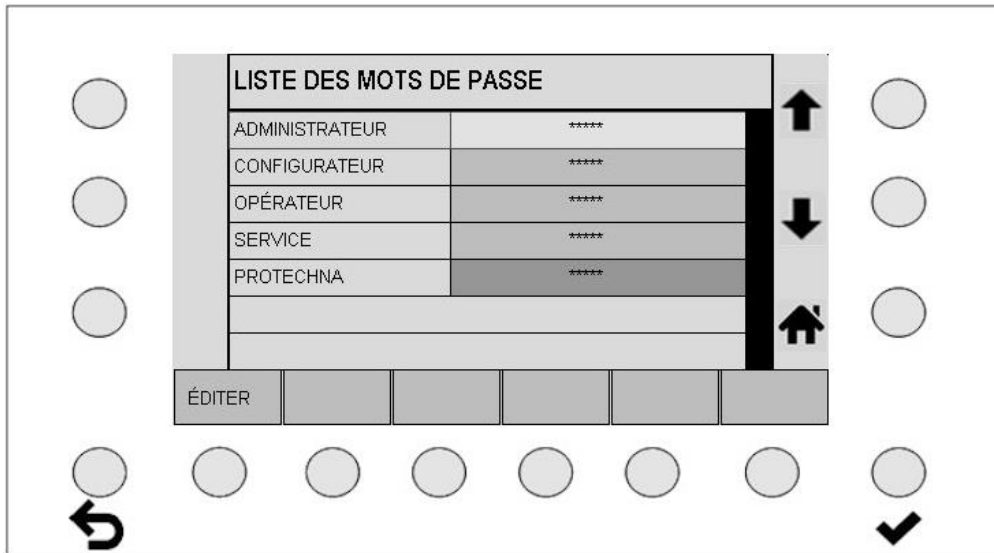 LISTE DES MOTS DE PASSE
ADMINISTRATEUR *****
CONFIGURATEUR *****
OPÉRATEUR *****
SERVICE *****
PROTECHNA *****
ÉDITER